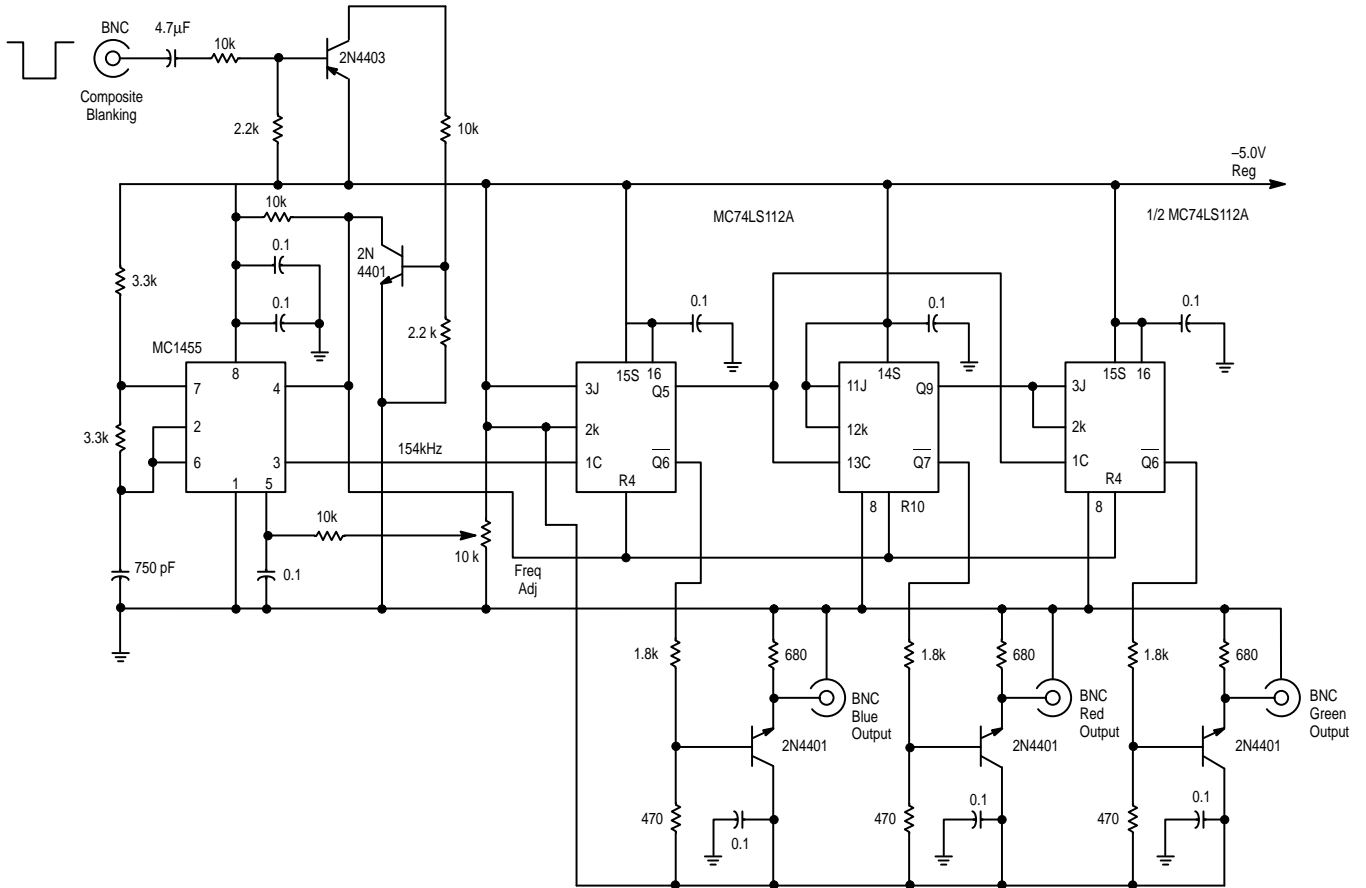 BNC
4.7μF
10k
2N4403
Composite
Blanking
2.2k
10k
–5.0V
Reg
10k
MC74LS112A
1/2 MC74LS112A
0.1
2N
4401
3.3k
0.1
0.1
0.1
0.1
2.2 k
MC1455
8
15S
16
14S
15S
16
7
4
3J
Q5
11J
Q9
3J
2
2k
12k
2k
3.3k
6
3
154kHz
1C
Q6
13C
Q7
1C
Q6
1
5
R4
8
R10
R4
8
10k
10 k
750 pF
0.1
Freq
Adj
1.8k
680
1.8k
680
1.8k
680
BNC
Blue
Output
BNC
Red
Output
BNC
Green
Output
2N4401
2N4401
2N4401
470
0.1
470
0.1
470
0.1